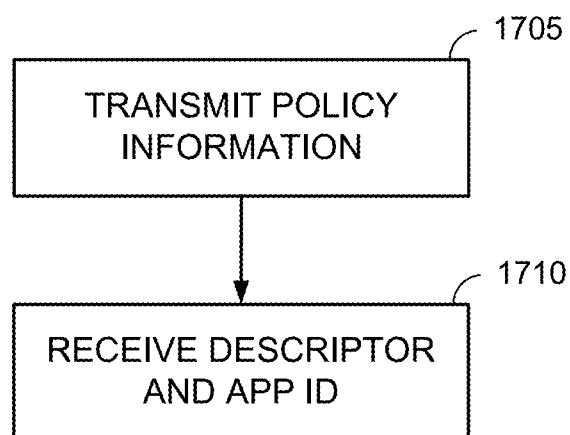 1705
TRANSMIT POLICY
INFORMATION
1710
RECEIVE DESCRIPTOR
AND APP ID